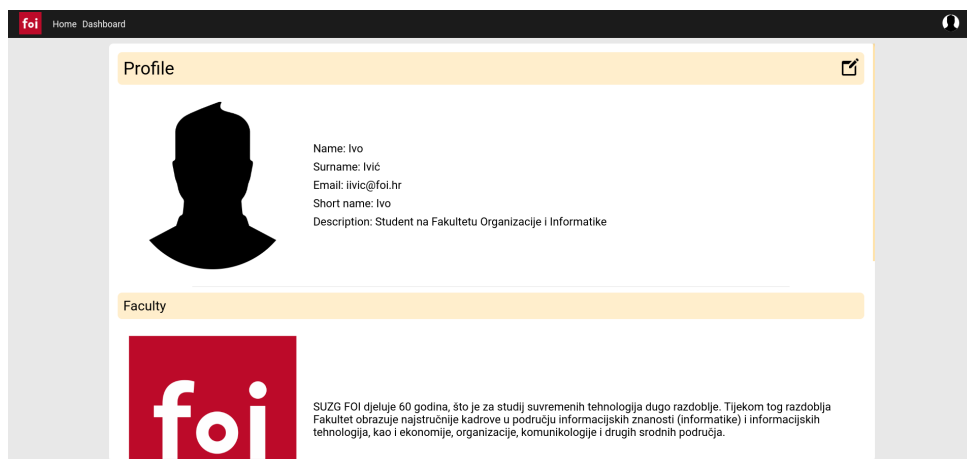 foi Home Dashboard
Profile
Name: Ivo
Surname: Ivić
Email: iivic@foi.hr
Short name: Ivo
Description: Student na Fakultetu Organizacije i Informatike
Faculty
foi
SUZG FOI djeluje 60 godina, što je za studij suvremenih tehnologija dugo razdoblje. Tijekom tog razdoblja
Fakultet obrazuje najstručnije kadrove u području informacijskih znanosti (informatike) i informacijskih
tehnologija, kao i ekonomije, organizacije, komunikologije i drugih srodnih područja.